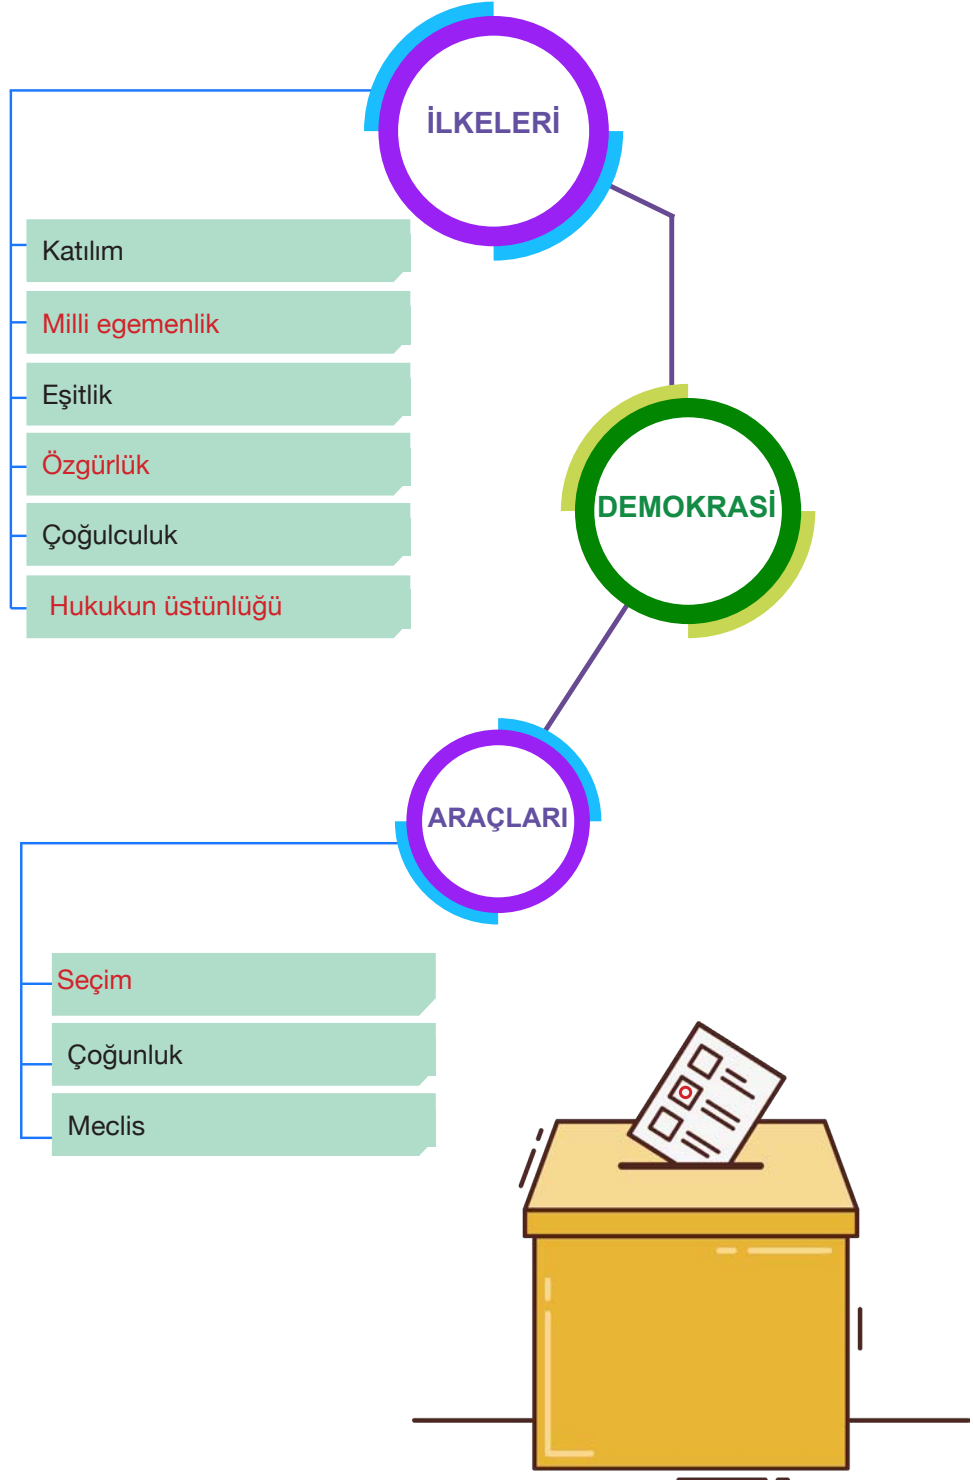 İLKELERİ
Katılım
Milli egemenlik
Eşitlik
Özgürlük
Çoğulculuk
Hukukun üstünlüğü
DEMOKRASİ
ARAÇLARI
Seçim
Çoğunluk
Meclis